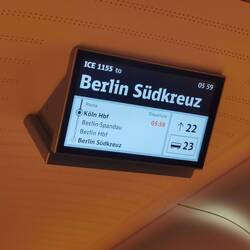 ICE 1155 to
05 59
Berlin Südkreuz
Route
Departure
Köln Hbf
05:59
Berlin-Spandau
Berlin Hbf
Berlin Südkreuz
↑ 22
23